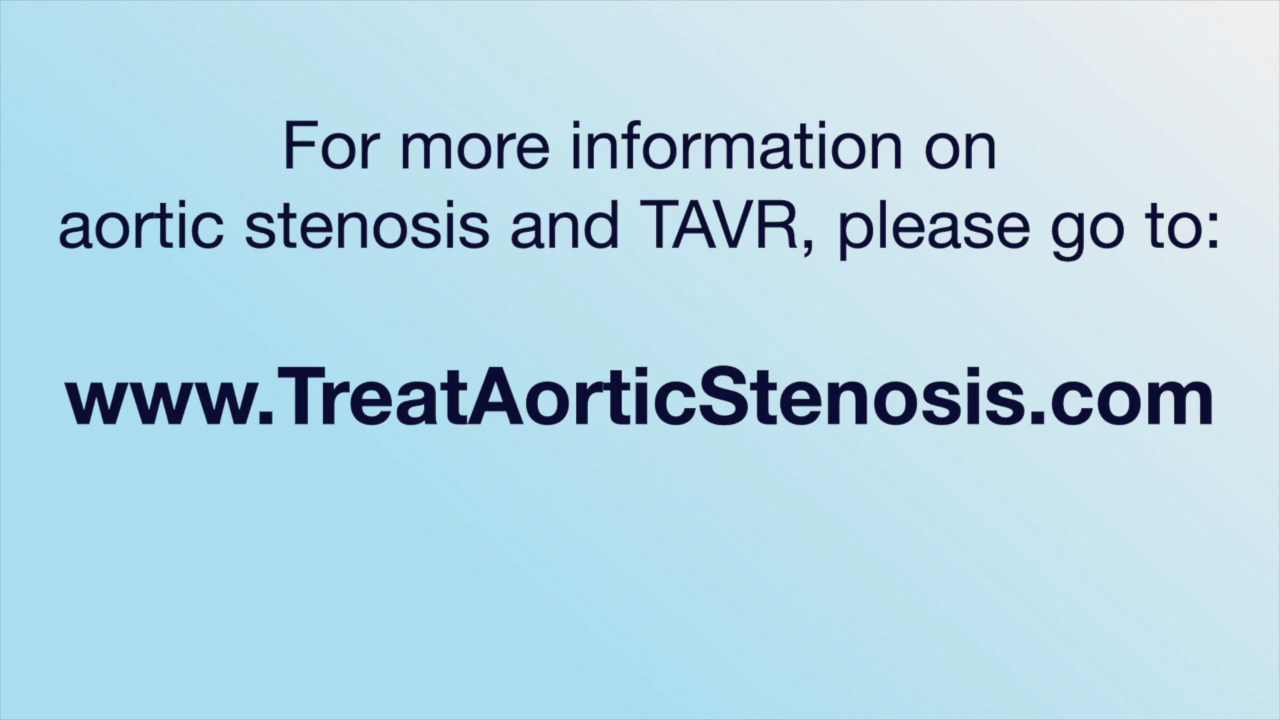 For more information on
aortic stenosis and TAVR, please go to:
www.TreatAorticStenosis.com